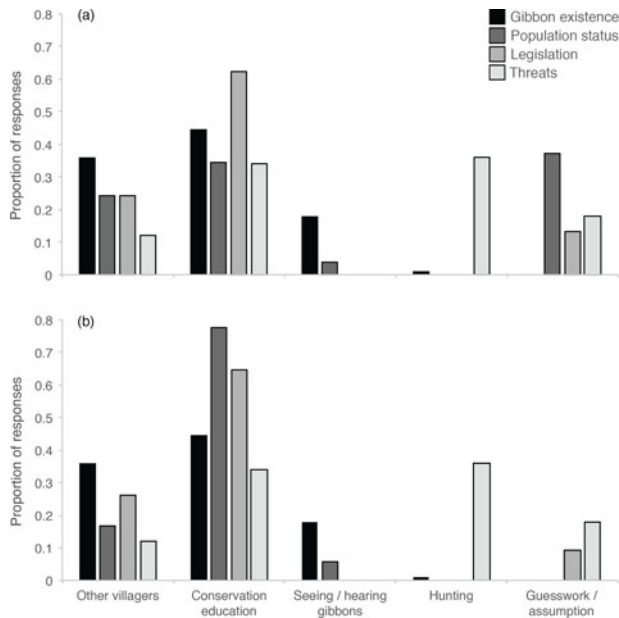 (a)
Gibbon existence
Population status
Legislation
Threats
Proportion of responses
0.8
0.7
0.6
0.5
0.4
0.3
0.2
0.1
0
(b)
Proportion of responses
0.8
0.7
0.6
0.5
0.4
0.3
0.2
0.1
0
Other villagers
Conservation
education
Seeing / hearing
gibbons
Hunting
Guesswork /
assumption